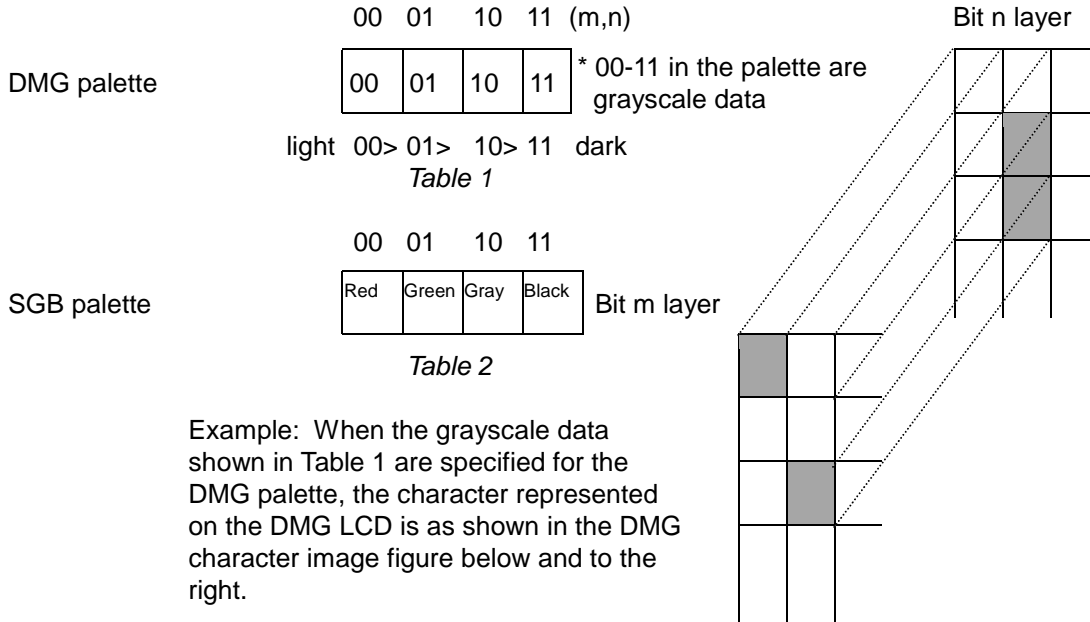 00 01 10 11 (m,n)
Bit n layer
DMG palette
00 01 10 11
* 00-11 in the palette are
grayscale data
light 00> 01> 10> 11 dark
Table 1
00 01 10 11
SGB palette
Red Green Gray Black
Bit m layer
Table 2
Example: When the grayscale data
shown in Table 1 are specified for the
DMG palette, the character represented
on the DMG LCD is as shown in the DMG
character image figure below and to the
right.